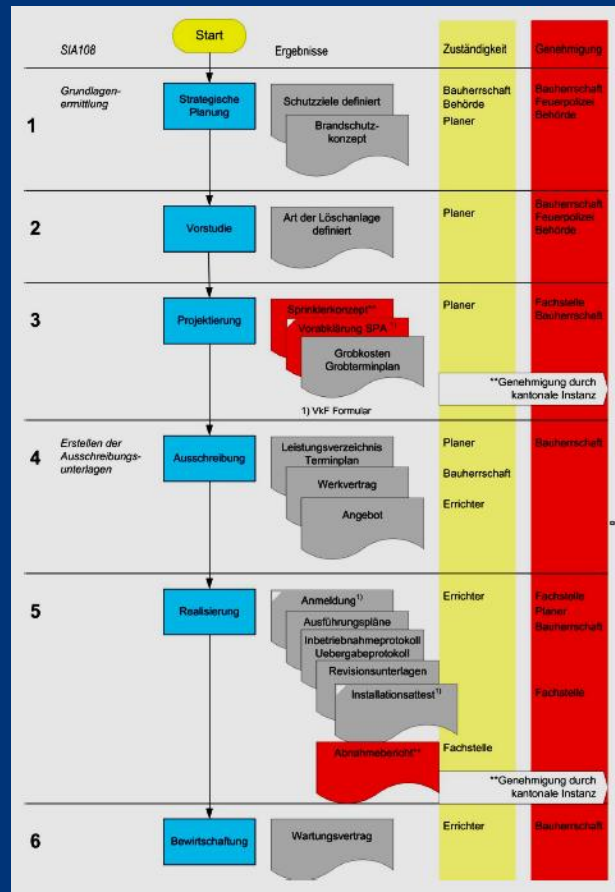 SIA108
Start
Ergebnisse
Zuständigkeit
Genehmigung
Grundlagen-
ermittlung
1
Strategische
Planung
Schutzziele definiert
Brandschutz-
konzept
Bauherrschaft
Behörde
Planer
Bauherrschaft
Feuerpolizei
Behörde
2
Vorstudie
Art der Löschanlage
definiert
Planer
Bauherrschaft
Feuerpolizei
Behörde
3
Projektierung
Sprinklerkonzept**
Vorabklärung SPA 1)
Grobkosten
Grobterminplan
1) VkF Formular
Planer
Fachstelle
Bauherrschaft
**Genehmigung durch
kantonale Instanz
4
Erstellen der
Ausschreibungs-
unterlagen
Ausschreibung
Leistungsverzeichnis
Terminplan
Werkvertrag
Angebot
Planer
Bauherrschaft
Errichter
Bauherrschaft
5
Realisierung
Anmeldung1)
Ausführungspläne
Inbetriebnahmeprotokoll
Uebergabeprotokoll
Revisionsunterlagen
Installationsattest1)
Abnahmebericht**
Errichter
Fachstelle
Fachstelle
Planer
Bauherrschaft
Fachstelle
**Genehmigung durch
kantonale Instanz
6
Bewirtschaftung
Wartungsvertrag
Errichter
Bauherrschaft